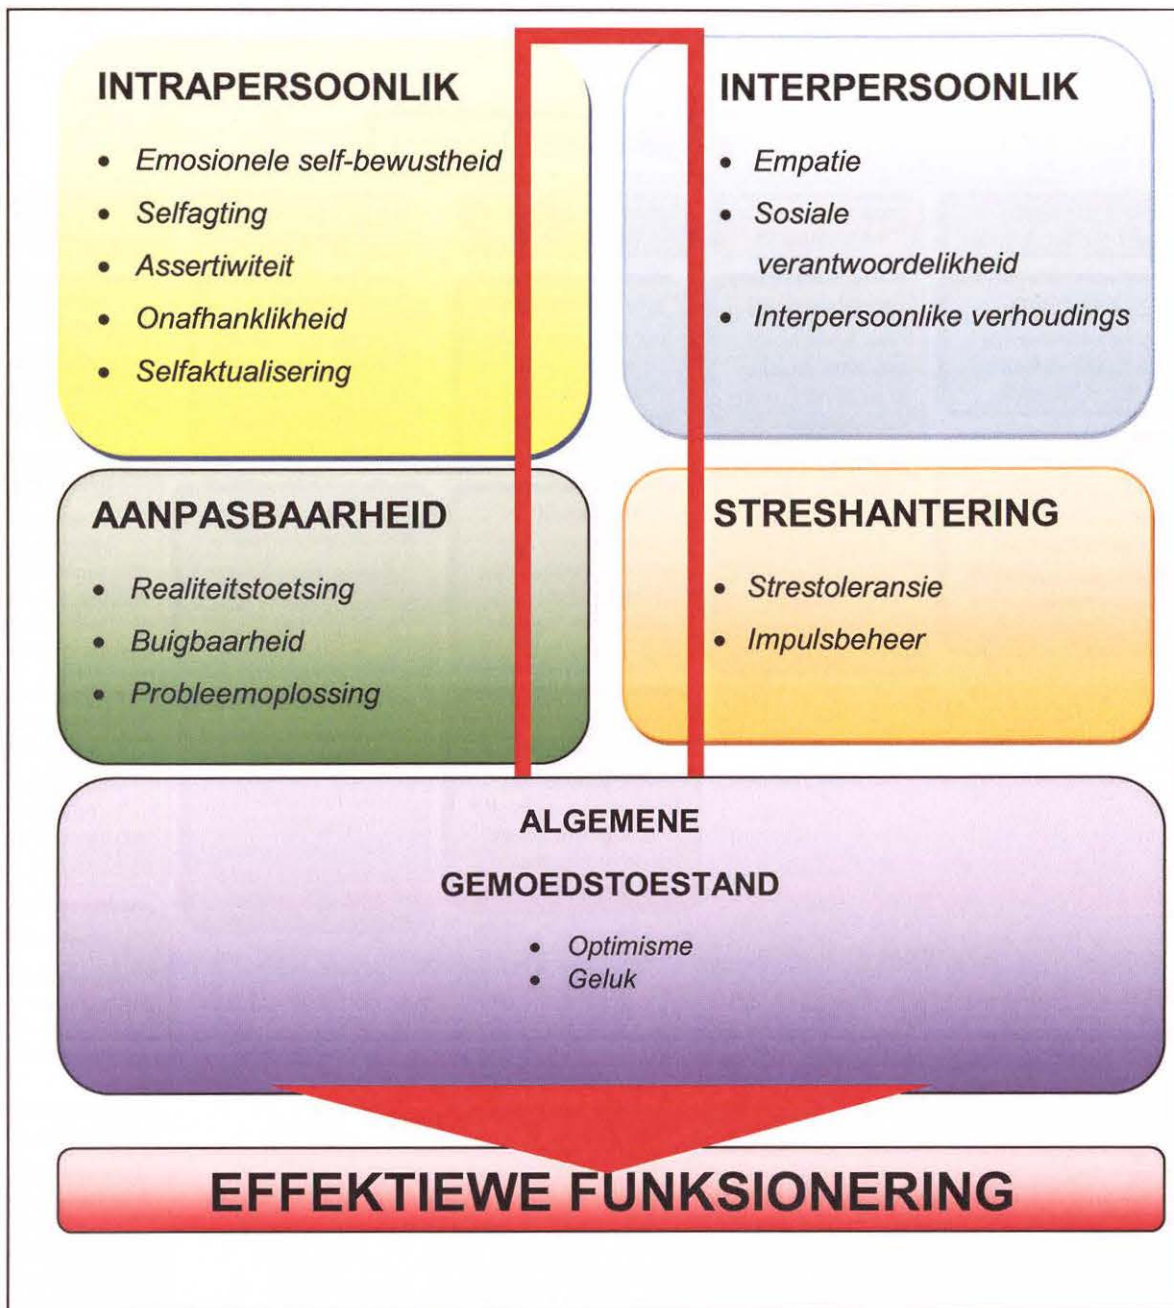 INTRAPERSOONLIK
• Emosionele self-bewustheid
• Selfagting
• Assertiwiteit
• Onafhanklikheid
• Selfaktualisering
INTERPERSOONLIK
• Empatie
• Sosiale
verantwoordelikheid
• Interpersoonlike verhoudings
AANPASBAARHEID
• Realiteitstoetsing
• Buigbaarheid
• Probleemoplossing
STRESHANTERING
• Strestoleransie
• Impulsbeheer
ALGEMENE
GEMOEDSTOESTAND
• Optimisme
• Geluk
EFFEKTIEWE FUNKSIONERING